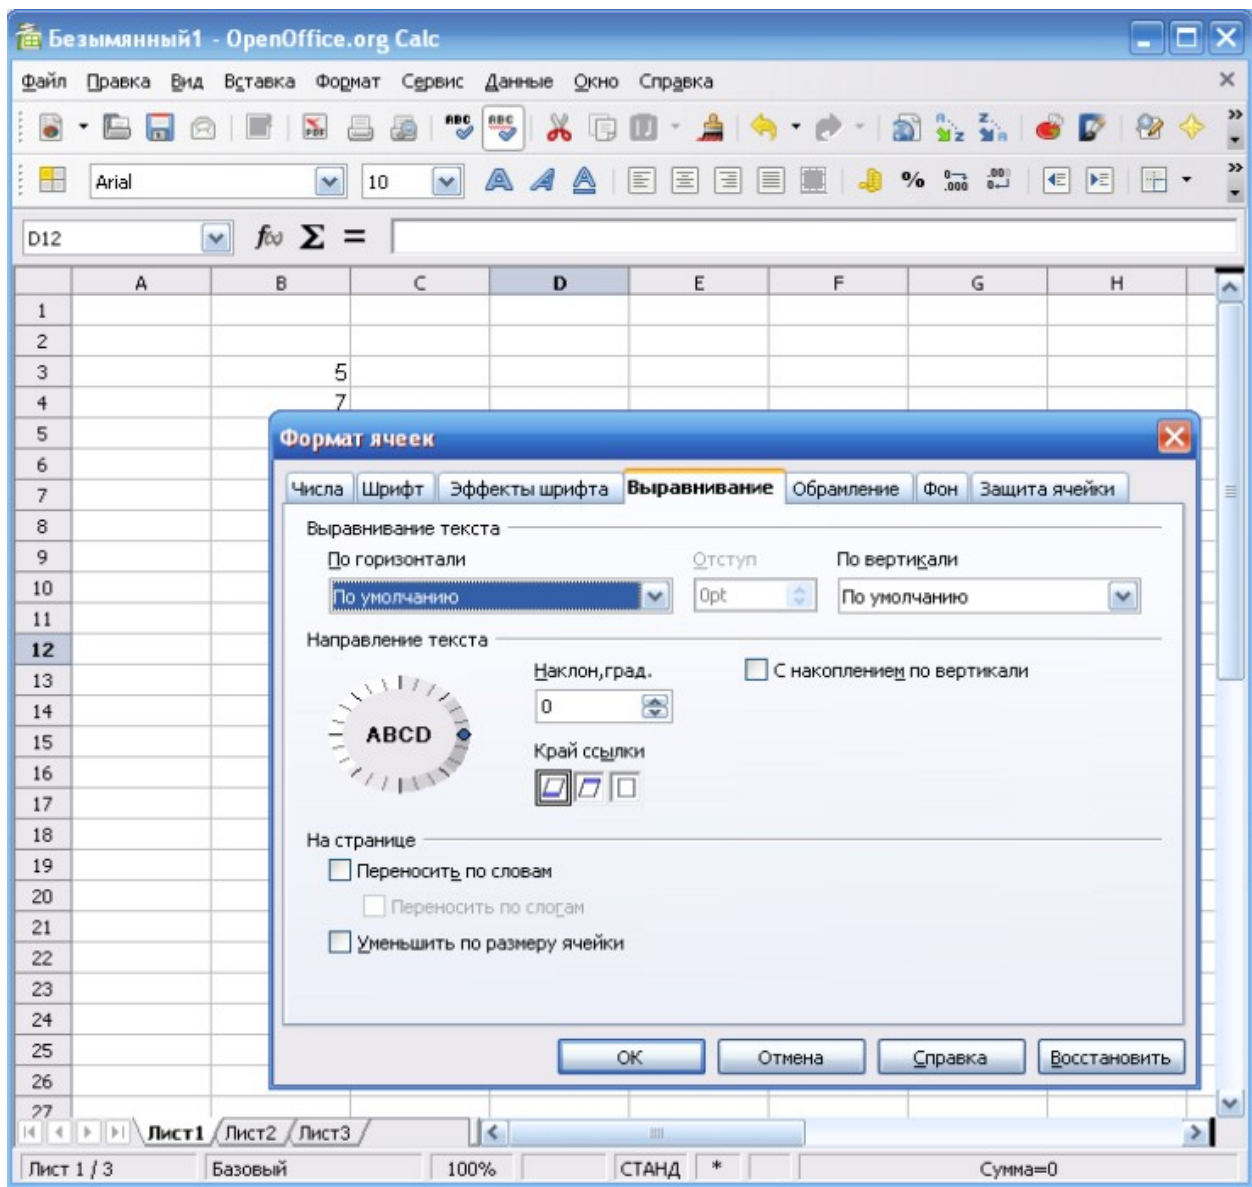 Безымянный1 - OpenOffice.org Calc
Файл Правка Вид Вставка Формат Сервис Данные Окно Справка
Arial 10
D12
A B C D E F G H
1
2
3 5
4 7
5
6
7
8
9
10
11
12
13
14
15
16
17
18
19
20
21
22
23
24
25
26
27
Формат ячеек
Числа Шрифт Эффекты шрифта Выравнивание Обрамление Фон Защита ячейки
Выравнивание текста
По горизонтали Отступ По вертикали
По умолчанию 0pt По умолчанию
Направление текста
Наклон,град. С накоплением по вертикали
0
ABCD
Край ссылки
На странице
Переносить по словам
Переносить по слогам
Уменьшить по размеру ячейки
OK Отмена Справка Восстановить
Лист1 Лист2 Лист3
Лист 1 / 3 Базовый 100% СТАНД * Сумма=0